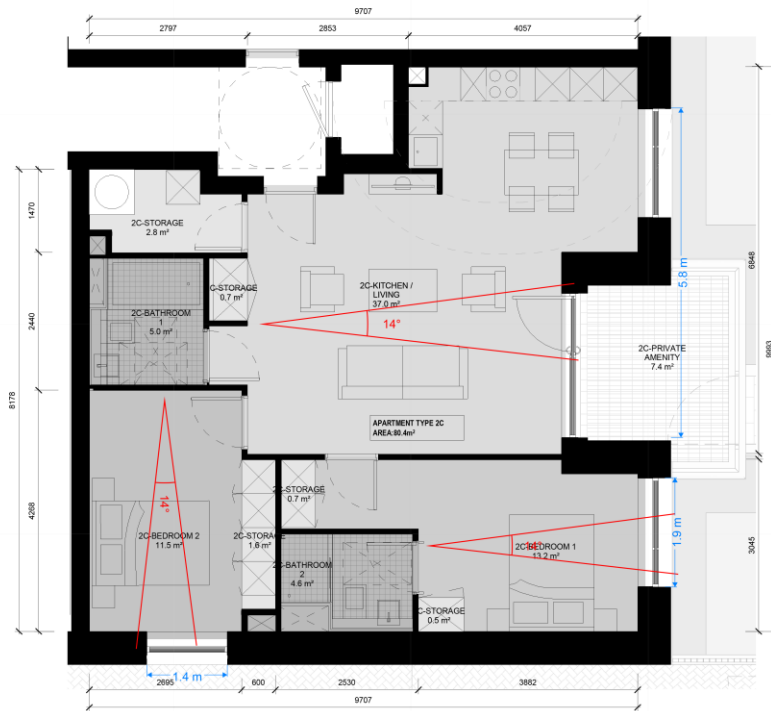 9707
2797
2853
4057
1470
2440
8178
4268
2C-STORAGE
2.8 m²
C-STORAGE
0.7 m²
2C-KITCHEN /
LIVING
37.0 m²
14°
2C-BATHROOM
1
5.0 m²
5.8 m
6848
9993
2C-PRIVATE
AMENITY
7.4 m²
APARTMENT TYPE 2C
AREA:80.4m²
14°
2C-BEDROOM 2
11.5 m²
2C-STORAGE
1.6 m²
C-STORAGE
0.7 m²
2C-BATHROOM
2
4.6 m²
2C-BEDROOM 1
13.2 m²
14°
1.9 m
3045
C-STORAGE
0.5 m²
1.4 m
2695
600
2530
3882
9707